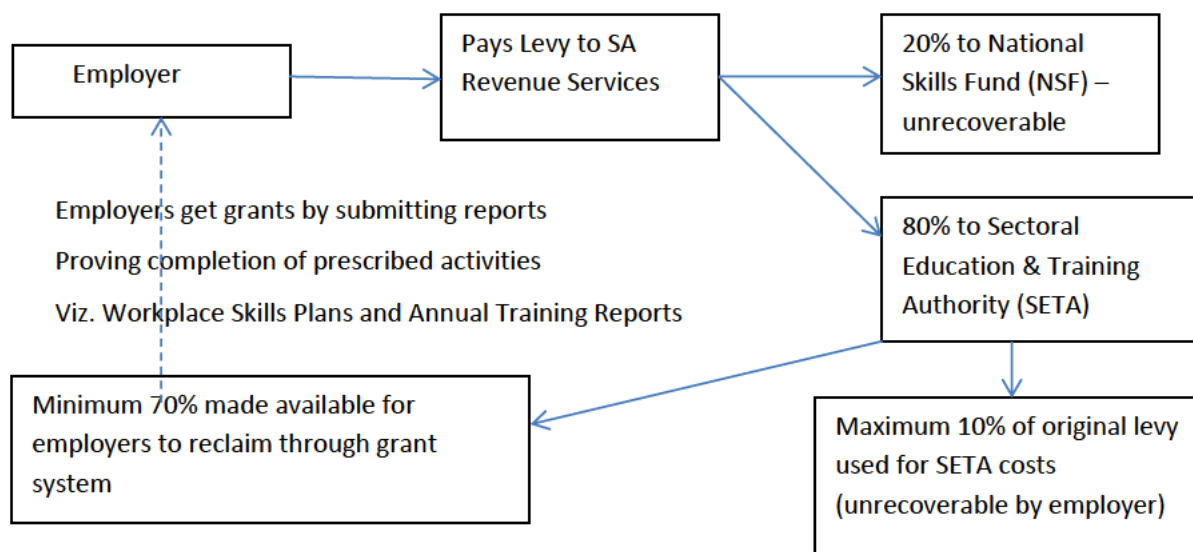 Employer
Pays Levy to SA
Revenue Services
20% to National
Skills Fund (NSF) –
unrecoverable
Employers get grants by submitting reports
Proving completion of prescribed activities
Viz. Workplace Skills Plans and Annual Training Reports
80% to Sectoral
Education & Training
Authority (SETA)
Minimum 70% made available for
employers to reclaim through grant
system
Maximum 10% of original levy
used for SETA costs
(unrecoverable by employer)